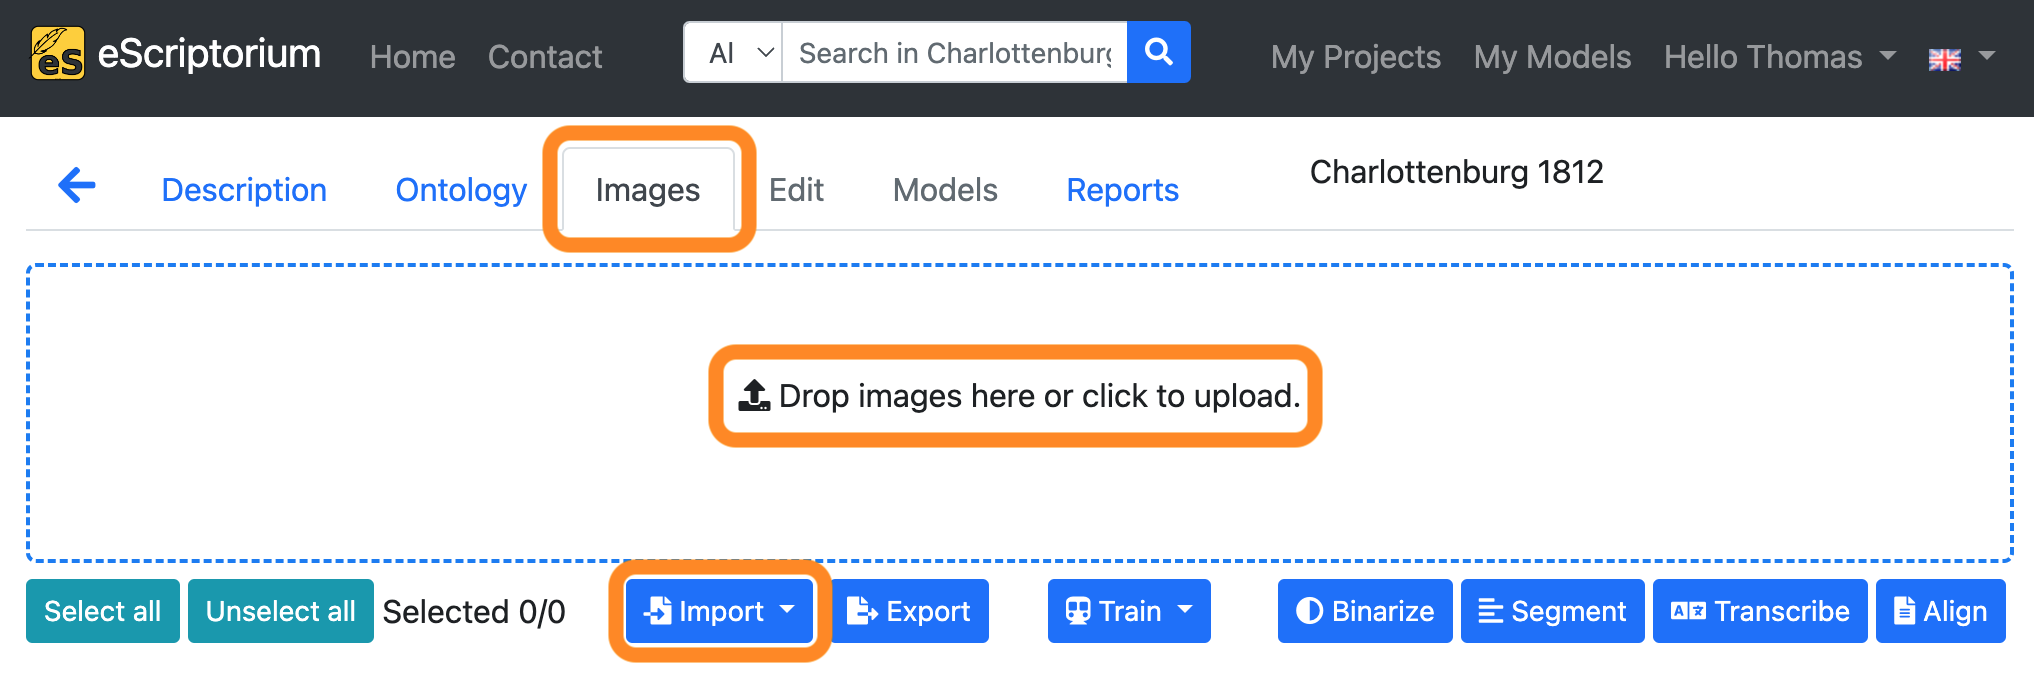 eS eScriptorium Home Contact Al Search in Charlottenburg My Projects My Models Hello Thomas
Description Ontology Images Edit Models Reports Charlottenburg 1812
Drop images here or click to upload.
Select all Unselect all Selected 0/0 Import Export Train Binarize Segment Transcribe Align